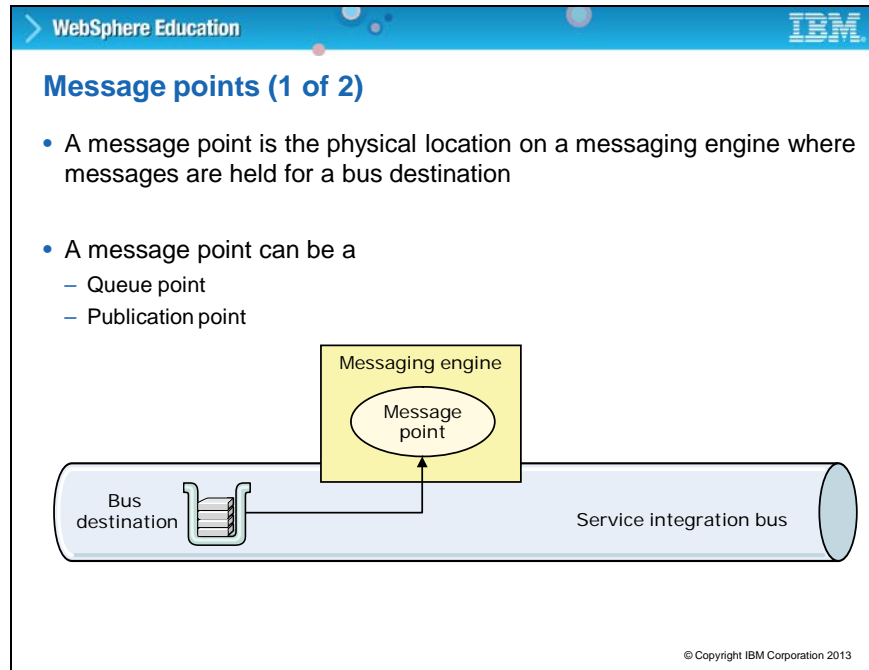 WebSphere Education
IBM.
Message points (1 of 2)
• A message point is the physical location on a messaging engine where
messages are held for a bus destination
• A message point can be a
– Queue point
– Publication point
Messaging engine
Message
point
Bus
destination
Service integration bus
© Copyright IBM Corporation 2013